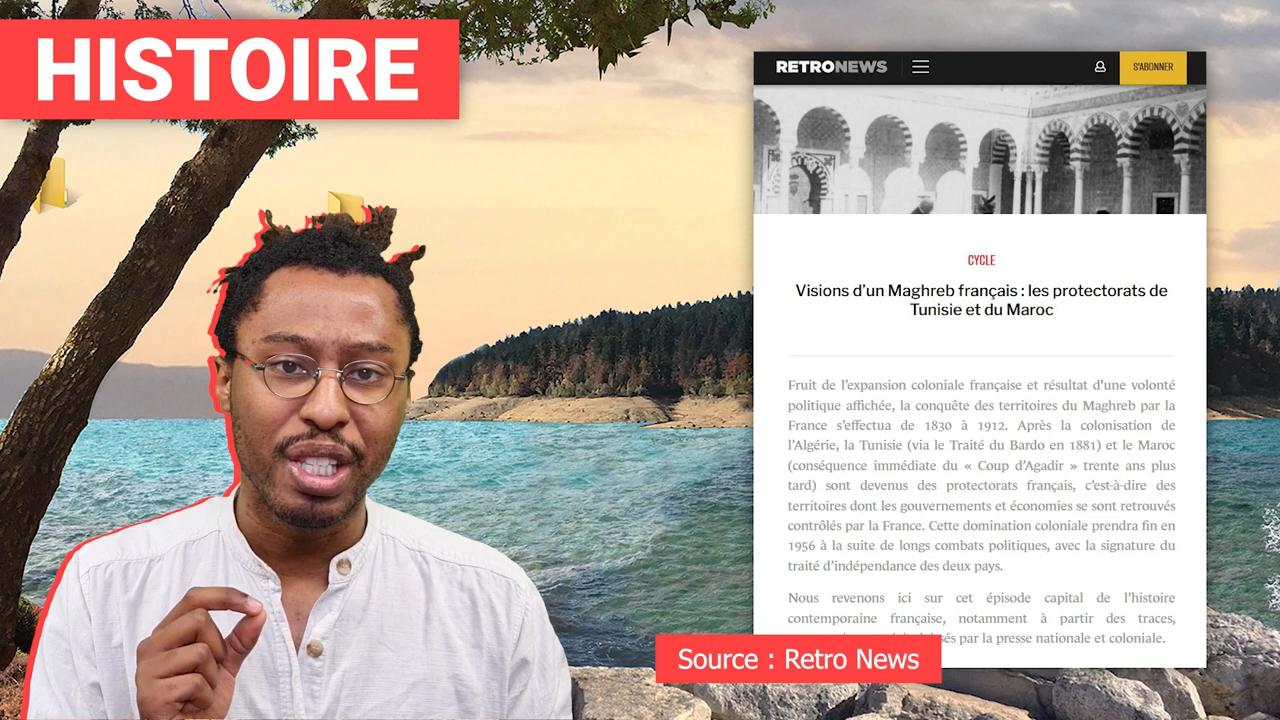 HISTOIRE
RETRONEWS
S'ABONNER
CYCLE
Visions d'un Maghreb français : les protectorats de
Tunisie et du Maroc
Fruit de l'expansion coloniale française et résultat d'une volonté
politique affichée, la conquête des territoires du Maghreb par la
France s'effectua de 1830 à 1912. Après la colonisation de
l'Algérie, la Tunisie (via le Traité du Bardo en 1881) et le Maroc
(conséquence immédiate du « Coup d'Agadir » trente ans plus
tard) sont devenus des protectorats français, c'est-à-dire des
territoires dont les gouvernements et économies se sont retrouvés
contrôlés par la France. Cette domination coloniale prendra fin en
1956 à la suite de longs combats politiques, avec la signature du
traité d'indépendance des deux pays.
Nous revenons ici sur cet épisode capital de l'histoire
contemporaine française, notamment à partir des traces,
par la presse nationale et coloniale.
Source : Retro News